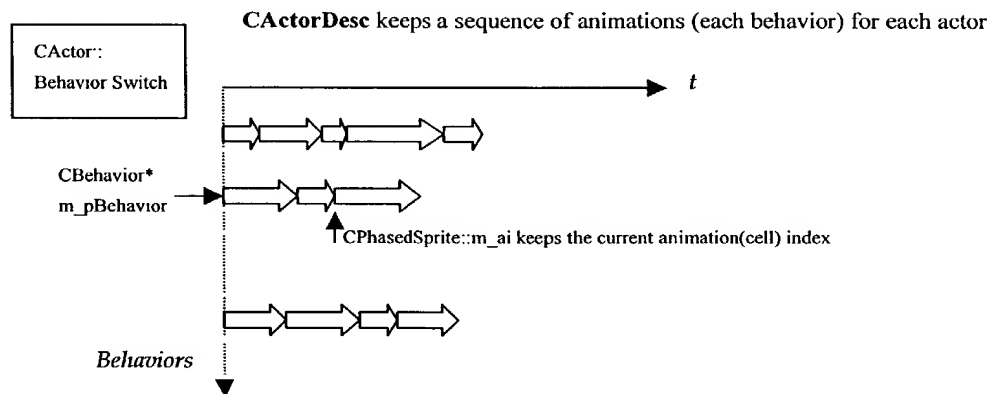 CActorDesc keeps a sequence of animations (each behavior) for each actor
CActor::
Behavior Switch
t
CBehavior*
m_pBehavior
CPhasedSprite::m_ai keeps the current animation(cell) index
Behaviors